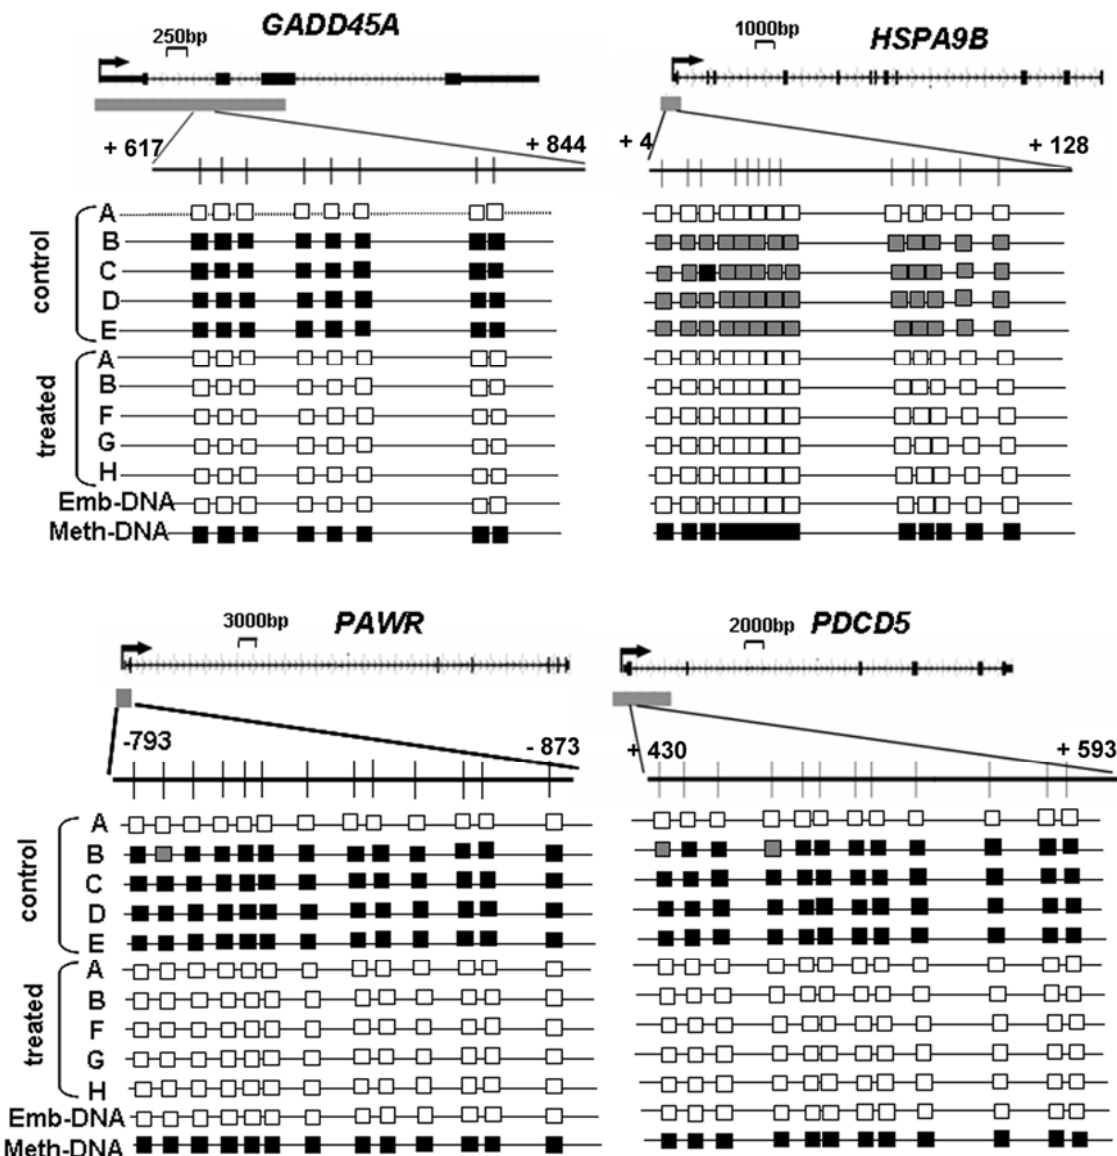 GADD45A
250bp
+ 617
+ 844
control
A
B
C
D
E
treated
A
B
F
G
H
Emb-DNA
Meth-DNA
HSPA9B
1000bp
+ 4
+ 128
PAWR
3000bp
-793
- 873
control
A
B
C
D
E
treated
A
B
F
G
H
Emb-DNA
Meth-DNA
PDCD5
2000bp
+ 430
+ 593